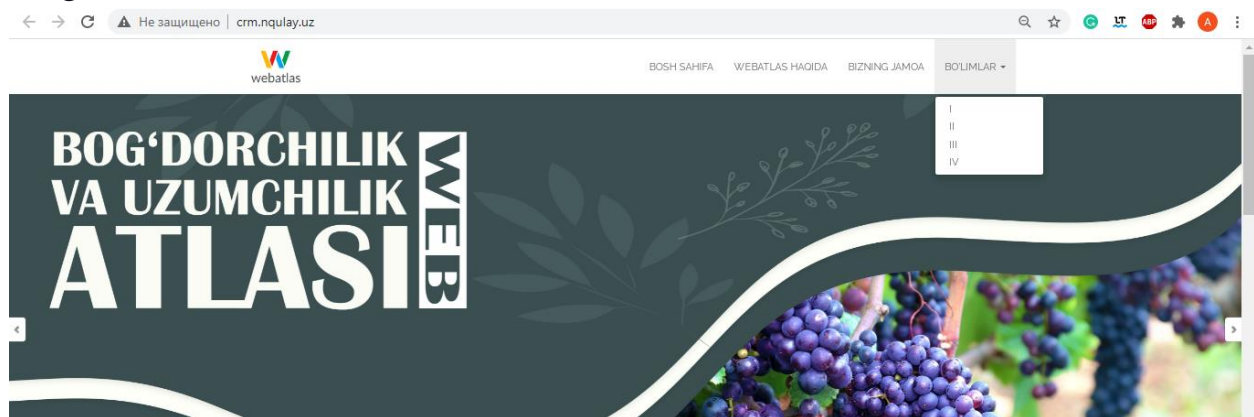 Не защищено | crm.nqulay.uz
A
webatlas
BOSH SAHIFA WEBATLAS HAQIDA BIZNING JAMOA BO'LIMLAR
I
II
III
IV
BOG‘DORCHILIK
VA UZUMCHILIK
ATLASI
WEB